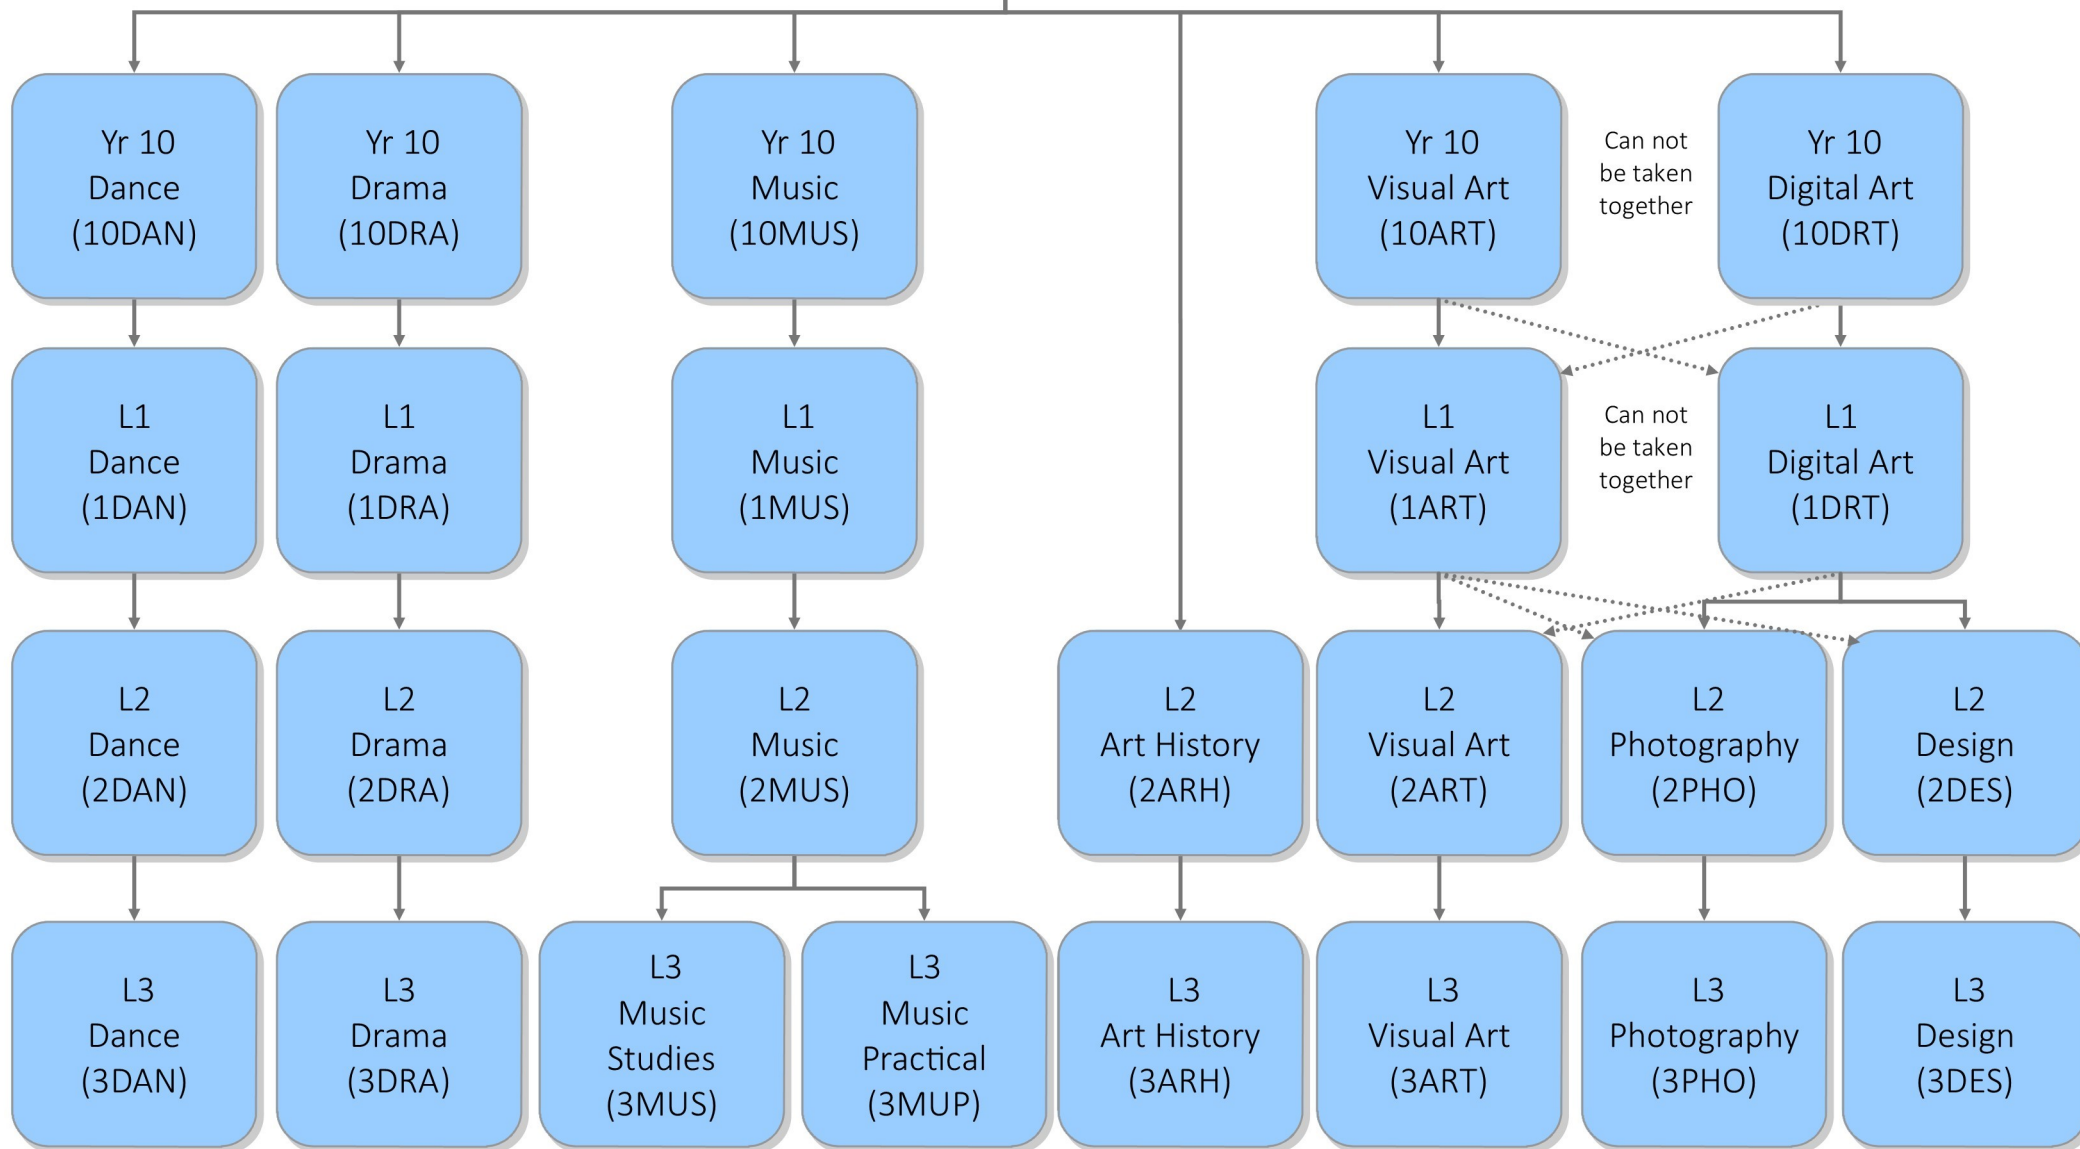 Yr 10
Dance
(10DAN)
Yr 10
Drama
(10DRA)
Yr 10
Music
(10MUS)
Yr 10
Visual Art
(10ART)
Can not
be taken
together
Yr 10
Digital Art
(10DRT)
L1
Dance
(1DAN)
L1
Drama
(1DRA)
L1
Music
(1MUS)
L1
Visual Art
(1ART)
Can not
be taken
together
L1
Digital Art
(1DRT)
L2
Dance
(2DAN)
L2
Drama
(2DRA)
L2
Music
(2MUS)
L2
Art History
(2ARH)
L2
Visual Art
(2ART)
L2
Photography
(2PHO)
L2
Design
(2DES)
L3
Dance
(3DAN)
L3
Drama
(3DRA)
L3
Music
Studies
(3MUS)
L3
Music
Practical
(3MUP)
L3
Art History
(3ARH)
L3
Visual Art
(3ART)
L3
Photography
(3PHO)
L3
Design
(3DES)